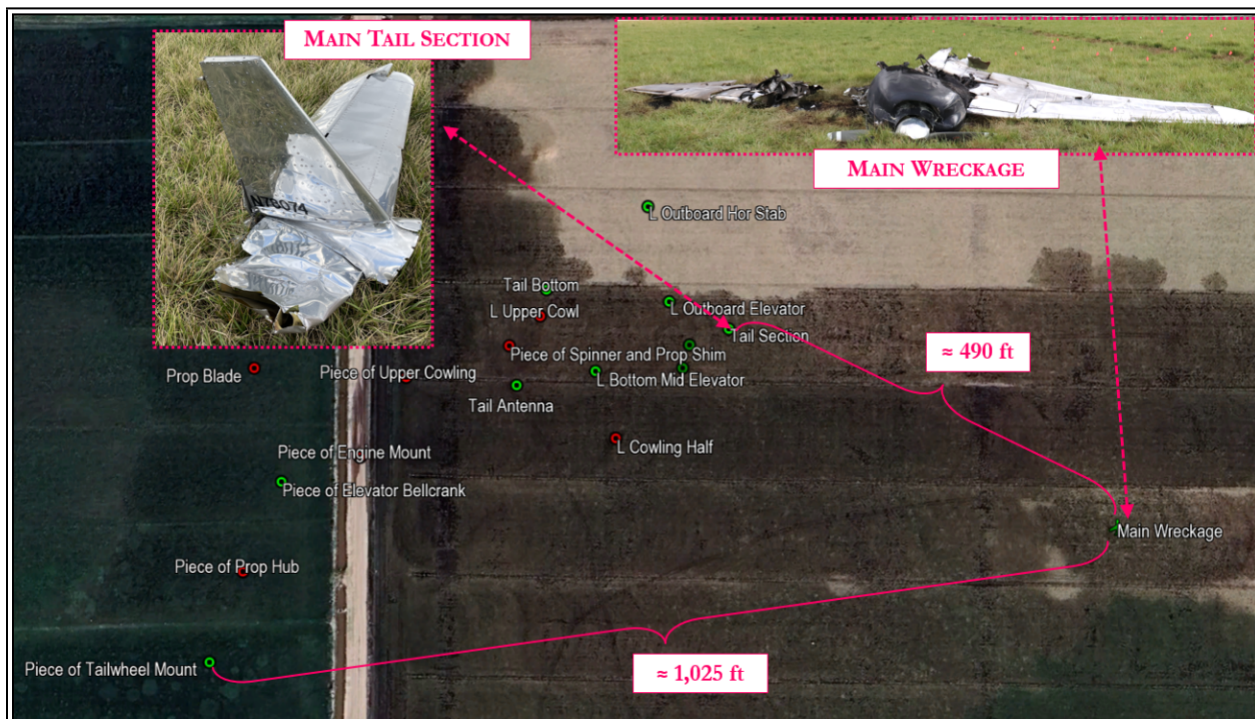 MAIN TAIL SECTION
MAIN WRECKAGE
N78074
L Outboard Hor Stab
Tail Bottom
L Upper Cowl
L Outboard Elevator
Tail Section
Piece of Spinner and Prop Shim
Prop Blade
Piece of Upper Cowling
L Bottom Mid Elevator
≈ 490 ft
Tail Antenna
L Cowling Half
Piece of Engine Mount
Piece of Elevator Bellcrank
Main Wreckage
Piece of Prop Hub
Piece of Tailwheel Mount
≈ 1,025 ft